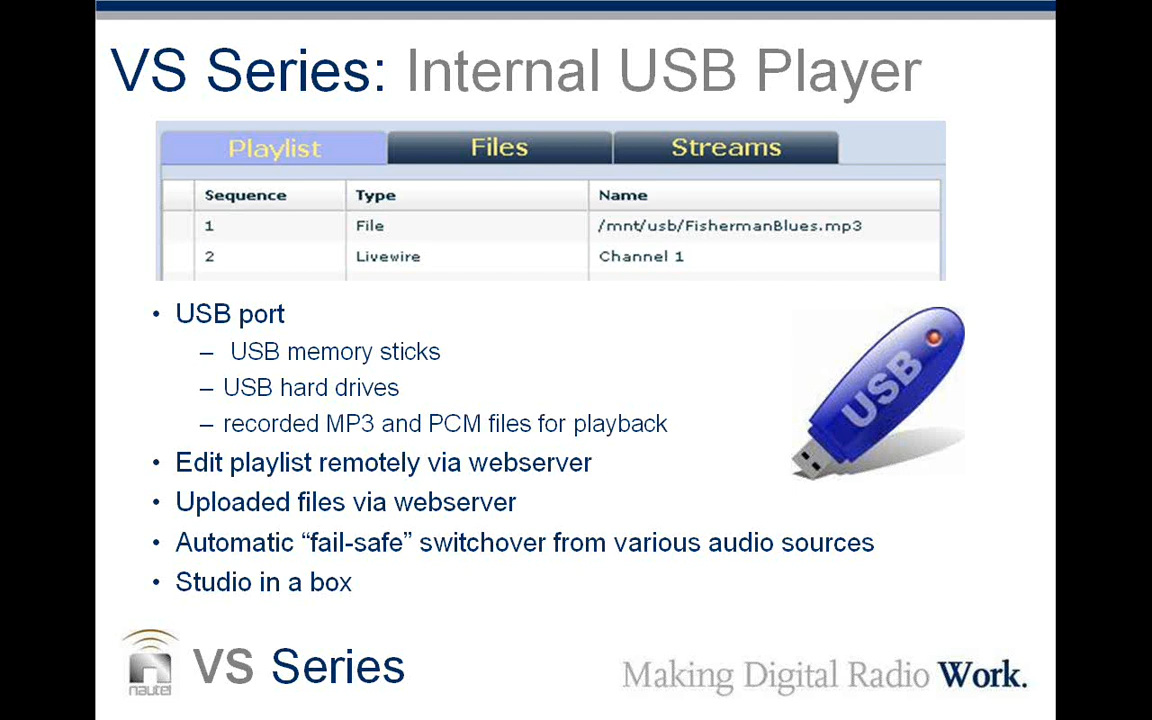 VS Series: Internal USB Player
Playlist Files Streams
Sequence Type Name
1 File /mnt/usb/FishermanBlues.mp3
2 Livewire Channel 1
• USB port
– USB memory sticks
– USB hard drives
– recorded MP3 and PCM files for playback
• Edit playlist remotely via webserver
• Uploaded files via webserver
• Automatic “fail-safe” switchover from various audio sources
• Studio in a box
USB
nautel
VS Series
Making Digital Radio Work.